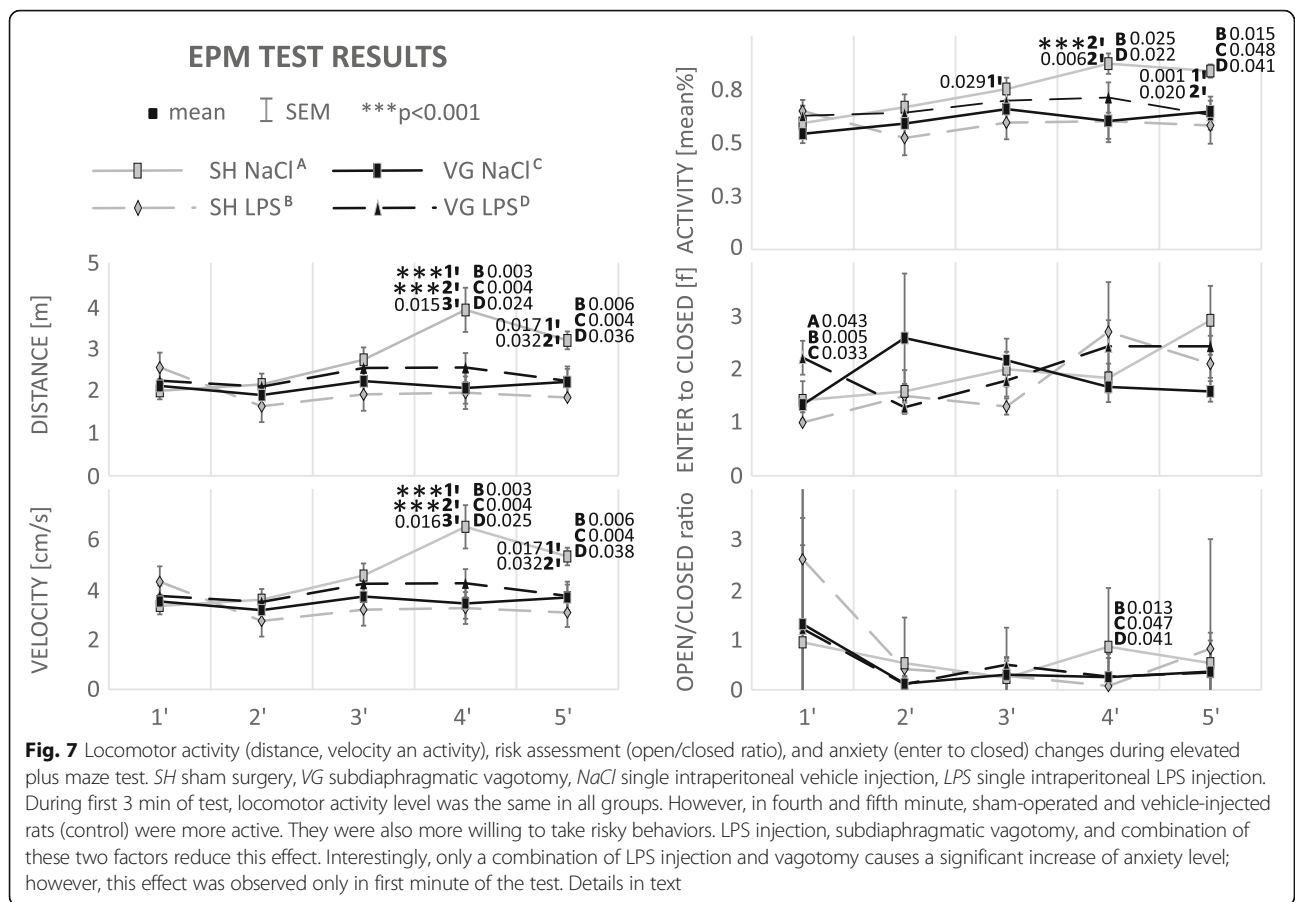 EPM TEST RESULTS
mean SEM ***p<0.001
SH NaCl A VG NaCl C
SH LPS B VG LPS D
DISTANCE [m]
5
4
3
2
1
0
***1' B 0.003
***2' C 0.004
0.015 3' D 0.024
B 0.006
0.017 1' C 0.004
0.032 2' D 0.036
VELOCITY [cm/s]
6
4
2
0
***1' B 0.003
***2' C 0.004
0.016 3' D 0.025
B 0.006
0.017 1' C 0.004
0.032 2' D 0.038
1' 2' 3' 4' 5'
ACTIVITY [mean%]
0.8
0.5
0.3
0
0.029 1'
***2' B 0.025
0.006 2' D 0.022
B 0.015
C 0.048
D 0.041
0.001 1'
0.020 2'
ENTER to CLOSED [f]
3
2
1
0
A 0.043
B 0.005
C 0.033
OPEN/CLOSED ratio
3
2
1
0
B 0.013
C 0.047
D 0.041
1' 2' 3' 4' 5'
Fig. 7 Locomotor activity (distance, velocity an activity), risk assessment (open/closed ratio), and anxiety (enter to closed) changes during elevated
plus maze test. SH sham surgery, VG subdiaphragmatic vagotomy, NaCl single intraperitoneal vehicle injection, LPS single intraperitoneal LPS injection.
During first 3 min of test, locomotor activity level was the same in all groups. However, in fourth and fifth minute, sham-operated and vehicle-injected
rats (control) were more active. They were also more willing to take risky behaviors. LPS injection, subdiaphragmatic vagotomy, and combination of
these two factors reduce this effect. Interestingly, only a combination of LPS injection and vagotomy causes a significant increase of anxiety level;
however, this effect was observed only in first minute of the test. Details in text